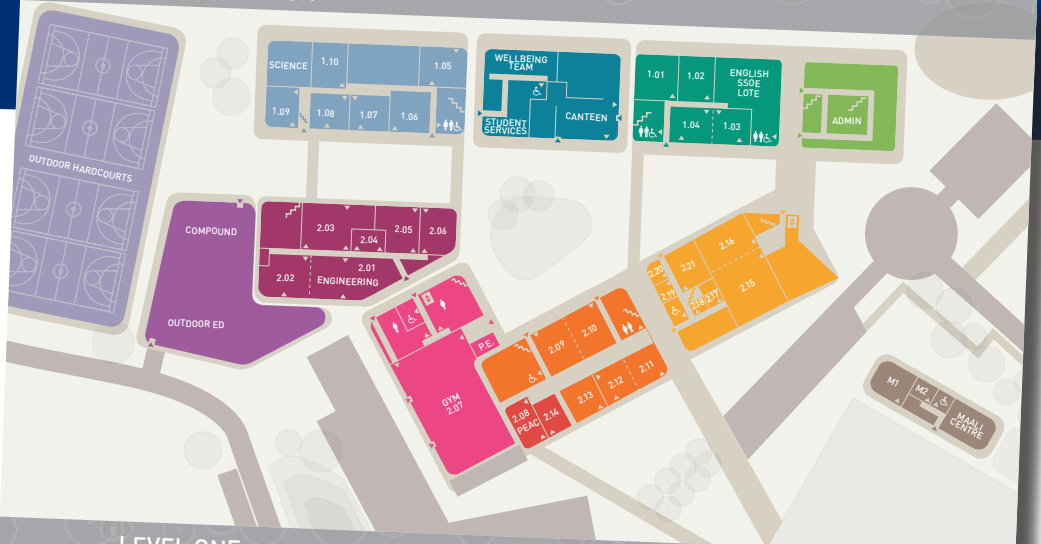 SCIENCE
1.10
1.05
1.09
1.08
1.07
1.06
WELLBEING
TEAM
STUDENT
SERVICES
CANTEEN
1.01
1.02
ENGLISH
SSOE
LOTE
1.04
1.03
ADMIN
OUTDOOR HARDCOURTS
COMPOUND
OUTDOOR ED
2.03
2.04
2.05
2.06
2.02
2.01
ENGINEERING
P.E.
GYM
2.07
2.09
2.10
2.08
PEAC
2.14
2.13
2.12
2.11
2.20
2.21
2.16
2.19
2.18
2.17
2.15
M1
M2
MAALI
CENTRE
LEVEL ONE